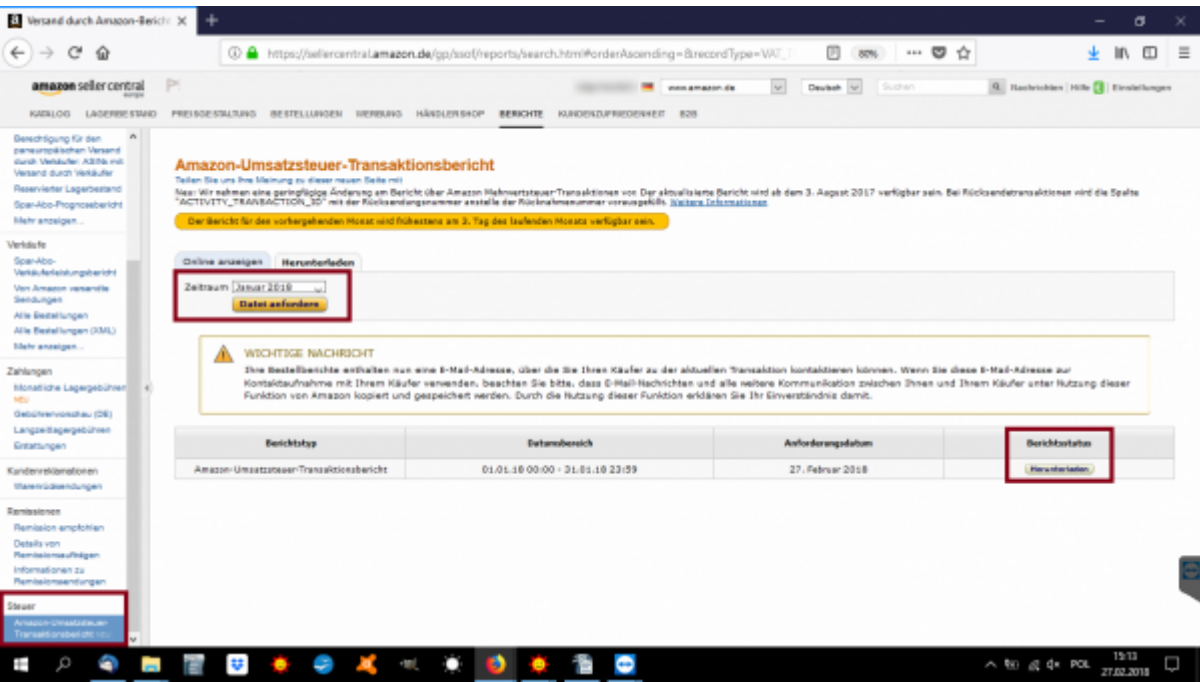 Versand durch Amazon-Bericht
https://sellercentral.amazon.de/gp/ssof/reports/search.html#orderAscending=&recordType=VAT_T
80%
amazon seller central
europe
www.amazon.de
Deutsch
Suchen
Nachrichten | Hilfe | Einstellungen
KATALOG LAGERBESTAND PREISGESTALTUNG BESTELLUNGEN WERBUNG HÄNDLERSHOP BERICHTE KUNDENZUFRIEDENHEIT B2B
Berechtigung für den
paneuropäischen Versand
durch Verkäufer: ASINs mit
Versand durch Verkäufer
Reservierter Lagerbestand
Spar-Abo-Prognosebericht
Mehr anzeigen...
Verkäufe
Spar-Abo-
Verkäuferleistungsbericht
Von Amazon versandte
Sendungen
Alle Bestellungen
Alle Bestellungen (XML)
Mehr anzeigen...
Zahlungen
Monatliche Lagergebühren
NEU
Gebührenvorschau (DE)
Langzeitlagergebühren
Erstattungen
Kundenreklamationen
Warenrücksendungen
Remissionen
Remission empfohlen
Details von
Remissionsaufträgen
Informationen zu
Remissionssendungen
Steuer
Amazon-Umsatzsteuer-
Transaktionsbericht NEU
Amazon-Umsatzsteuer-Transaktionsbericht
Teilen Sie uns Ihre Meinung zu dieser neuen Seite mit
Neu: Wir nehmen eine geringfügige Änderung am Bericht über Amazon Mehrwertsteuer-Transaktionen vor. Der aktualisierte Bericht wird ab dem 3. August 2017 verfügbar sein. Bei Rücksendetransaktionen wird die Spalte
"ACTIVITY_TRANSACTION_ID" mit der Rücksendungsnummer anstelle der Rücknahmenummer vorausgefüllt. Weitere Informationen
Der Bericht für den vorhergehenden Monat wird frühestens am 3. Tag des laufenden Monats verfügbar sein.
Online anzeigen Herunterladen
Zeitraum Januar 2018
Datei anfordern
WICHTIGE NACHRICHT
Ihre Bestellberichte enthalten nun eine E-Mail-Adresse, über die Sie Ihren Käufer zu der aktuellen Transaktion kontaktieren können. Wenn Sie diese E-Mail-Adresse zur
Kontaktaufnahme mit Ihrem Käufer verwenden, beachten Sie bitte, dass E-Mail-Nachrichten und alle weitere Kommunikation zwischen Ihnen und Ihrem Käufer unter Nutzung dieser
Funktion von Amazon kopiert und gespeichert werden. Durch die Nutzung dieser Funktion erklären Sie Ihr Einverständnis damit.
Berichtstyp Datumsbereich Anforderungsdatum Berichtsstatus
Amazon-Umsatzsteuer-Transaktionsbericht 01.01.18 00:00 - 31.01.18 23:59 27. Februar 2018 Herunterladen
POL
15:13
27.02.2018